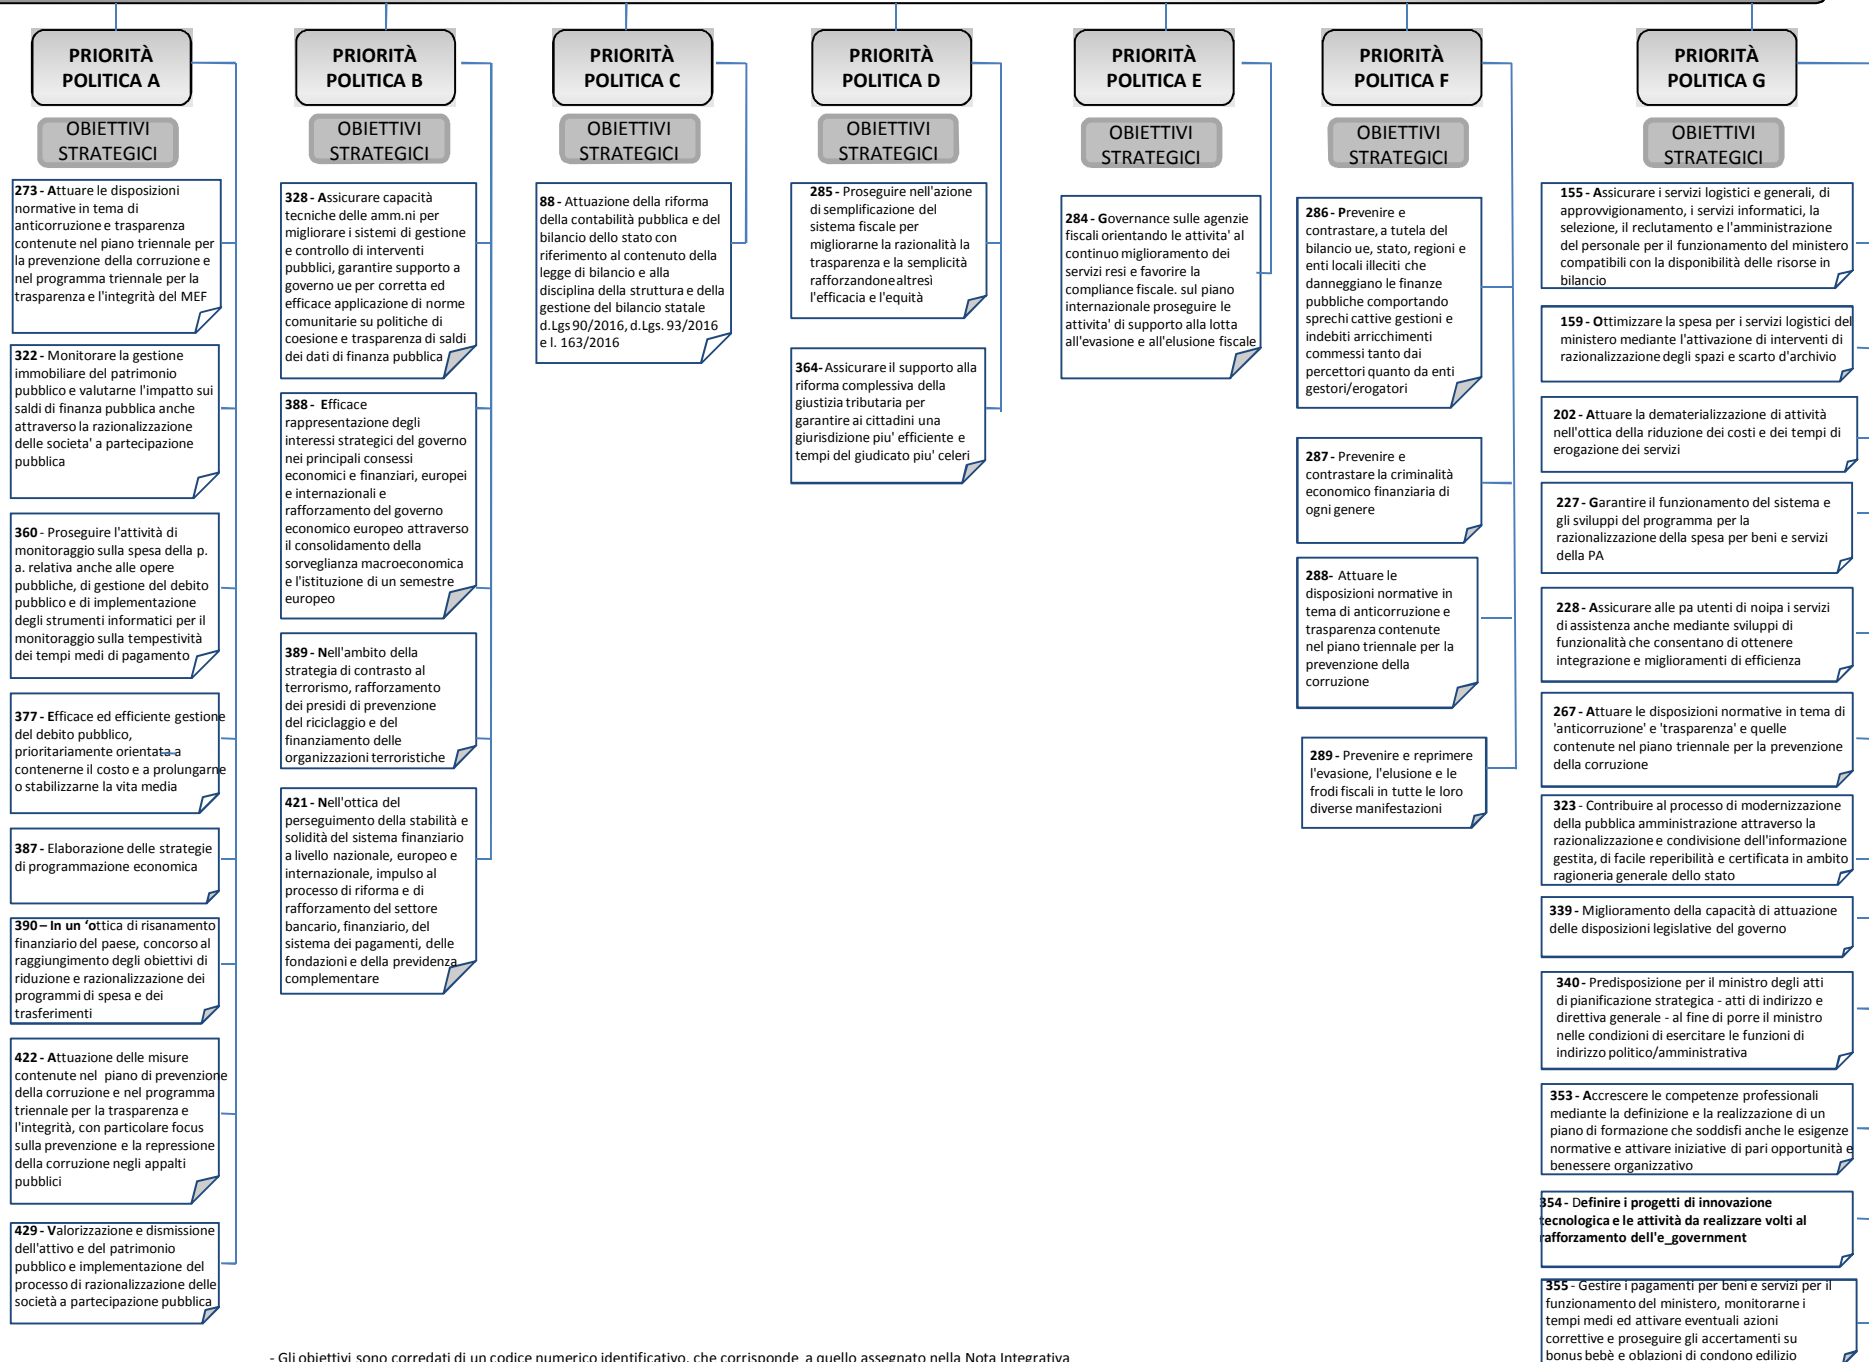 PRIORITÀ
POLITICA A
OBIETTIVI
STRATEGICI
273 - Attuare le disposizioni
normative in tema di
anticorruzione e trasparenza
contenute nel piano triennale per
la prevenzione della corruzione e
nel programma triennale per la
trasparenza e l'integrità del MEF
322 - Monitorare la gestione
immobiliare del patrimonio
pubblico e valutarne l'impatto sui
saldi di finanza pubblica anche
attraverso la razionalizzazione
delle societa' a partecipazione
pubblica
360 - Proseguire l'attività di
monitoraggio sulla spesa della p.
a. relativa anche alle opere
pubbliche, di gestione del debito
pubblico e di implementazione
degli strumenti informatici per il
monitoraggio sulla tempestività
dei tempi medi di pagamento
377 - Efficace ed efficiente gestione
del debito pubblico,
prioritariamente orientata a
contenerne il costo e a prolungarne
o stabilizzarne la vita media
387 - Elaborazione delle strategie
di programmazione economica
390 – In un 'ottica di risanamento
finanziario del paese, concorso al
raggiungimento degli obiettivi di
riduzione e razionalizzazione dei
programmi di spesa e dei
trasferimenti
422 - Attuazione delle misure
contenute nel piano di prevenzione
della corruzione e nel programma
triennale per la trasparenza e
l'integrità, con particolare focus
sulla prevenzione e la repressione
della corruzione negli appalti
pubblici
429 - Valorizzazione e dismissione
dell'attivo e del patrimonio
pubblico e implementazione del
processo di razionalizzazione delle
società a partecipazione pubblica
PRIORITÀ
POLITICA B
OBIETTIVI
STRATEGICI
328 - Assicurare capacità
tecniche delle amm.ni per
migliorare i sistemi di gestione
e controllo di interventi
pubblici, garantire supporto a
governo ue per corretta ed
efficace applicazione di norme
comunitarie su politiche di
coesione e trasparenza di saldi
dei dati di finanza pubblica
388 - Efficace
rappresentazione degli
interessi strategici del governo
nei principali consessi
economici e finanziari, europei
e internazionali e
rafforzamento del governo
economico europeo attraverso
il consolidamento della
sorveglianza macroeconomica
e l'istituzione di un semestre
europeo
389 - Nell'ambito della
strategia di contrasto al
terrorismo, rafforzamento
dei presidi di prevenzione
del riciclaggio e del
finanziamento delle
organizzazioni terroristiche
421 - Nell'ottica del
perseguimento della stabilità e
solidità del sistema finanziario
a livello nazionale, europeo e
internazionale, impulso al
processo di riforma e di
rafforzamento del settore
bancario, finanziario, del
sistema dei pagamenti, delle
fondazioni e della previdenza
complementare
PRIORITÀ
POLITICA C
OBIETTIVI
STRATEGICI
88 - Attuazione della riforma
della contabilità pubblica e del
bilancio dello stato con
riferimento al contenuto della
legge di bilancio e alla
disciplina della struttura e della
gestione del bilancio statale
d.Lgs 90/2016, d.Lgs. 93/2016
e l. 163/2016
PRIORITÀ
POLITICA D
OBIETTIVI
STRATEGICI
285 - Proseguire nell'azione
di semplificazione del
sistema fiscale per
migliorarne la razionalità la
trasparenza e la semplicità
rafforzandone altresì
l'efficacia e l'equità
364- Assicurare il supporto alla
riforma complessiva della
giustizia tributaria per
garantire ai cittadini una
giurisdizione piu' efficiente e
tempi del giudicato piu' celeri
PRIORITÀ
POLITICA E
OBIETTIVI
STRATEGICI
284 - Governance sulle agenzie
fiscali orientando le attivita' al
continuo miglioramento dei
servizi resi e favorire la
compliance fiscale. sul piano
internazionale proseguire le
attivita' di supporto alla lotta
all'evasione e all'elusione fiscale
PRIORITÀ
POLITICA F
OBIETTIVI
STRATEGICI
286 - Prevenire e
contrastare, a tutela del
bilancio ue, stato, regioni e
enti locali illeciti che
danneggiano le finanze
pubbliche comportando
sprechi cattive gestioni e
indebiti arricchimenti
commessi tanto dai
percettori quanto da enti
gestori/erogatori
287 - Prevenire e
contrastare la criminalità
economico finanziaria di
ogni genere
288- Attuare le
disposizioni normative in
tema di anticorruzione e
trasparenza contenute
nel piano triennale per la
prevenzione della
corruzione
289 - Prevenire e reprimere
l'evasione, l'elusione e le
frodi fiscali in tutte le loro
diverse manifestazioni
PRIORITÀ
POLITICA G
OBIETTIVI
STRATEGICI
155 - Assicurare i servizi logistici e generali, di
approvvigionamento, i servizi informatici, la
selezione, il reclutamento e l'amministrazione
del personale per il funzionamento del ministero
compatibili con la disponibilità delle risorse in
bilancio
159 - Ottimizzare la spesa per i servizi logistici del
ministero mediante l'attivazione di interventi di
razionalizzazione degli spazi e scarto d'archivio
202 - Attuare la dematerializzazione di attività
nell'ottica della riduzione dei costi e dei tempi di
erogazione dei servizi
227 - Garantire il funzionamento del sistema e
gli sviluppi del programma per la
razionalizzazione della spesa per beni e servizi
della PA
228 - Assicurare alle pa utenti di noipa i servizi
di assistenza anche mediante sviluppi di
funzionalità che consentano di ottenere
integrazione e miglioramenti di efficienza
267 - Attuare le disposizioni normative in tema di
'anticorruzione' e 'trasparenza' e quelle
contenute nel piano triennale per la prevenzione
della corruzione
323 - Contribuire al processo di modernizzazione
della pubblica amministrazione attraverso la
razionalizzazione e condivisione dell'informazione
gestita, di facile reperibilità e certificata in ambito
ragioneria generale dello stato
339 - Miglioramento della capacità di attuazione
delle disposizioni legislative del governo
340 - Predisposizione per il ministro degli atti
di pianificazione strategica - atti di indirizzo e
direttiva generale - al fine di porre il ministro
nelle condizioni di esercitare le funzioni di
indirizzo politico/amministrativa
353 - Accrescere le competenze professionali
mediante la definizione e la realizzazione di un
piano di formazione che soddisfi anche le esigenze
normative e attivare iniziative di pari opportunità e
benessere organizzativo
354 - Definire i progetti di innovazione
tecnologica e le attività da realizzare volti al
rafforzamento dell'e_government
355 - Gestire i pagamenti per beni e servizi per il
funzionamento del ministero, monitorarne i
tempi medi ed attivare eventuali azioni
correttive e proseguire gli accertamenti su
bonus bebè e oblazioni di condono edilizio
- Gli obiettivi sono corredati di un codice numerico identificativo, che corrisponde a quello assegnato nella Nota Integrativa